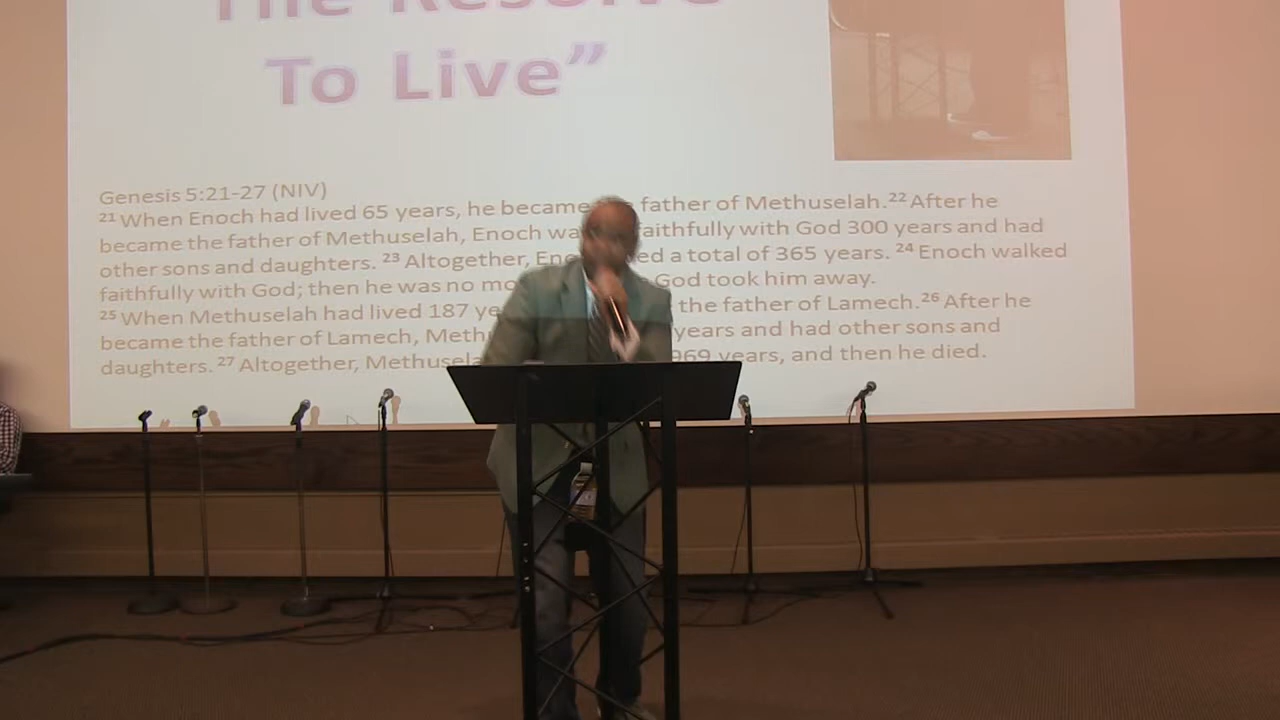 The Resolve
To Live”
Genesis 5:21-27 (NIV)
²¹ When Enoch had lived 65 years, he became father of Methuselah.²² After he
became the father of Methuselah, Enoch faithfully with God 300 years and had
other sons and daughters. ²³ Altogether, a total of 365 years. ²⁴ Enoch walked
faithfully with God; then he was no God took him away.
²⁵ When Methuselah had lived 187 the father of Lamech.²⁶ After he
became the father of Lamech, years and had other sons and
daughters. ²⁷ Altogether, 969 years, and then he died.